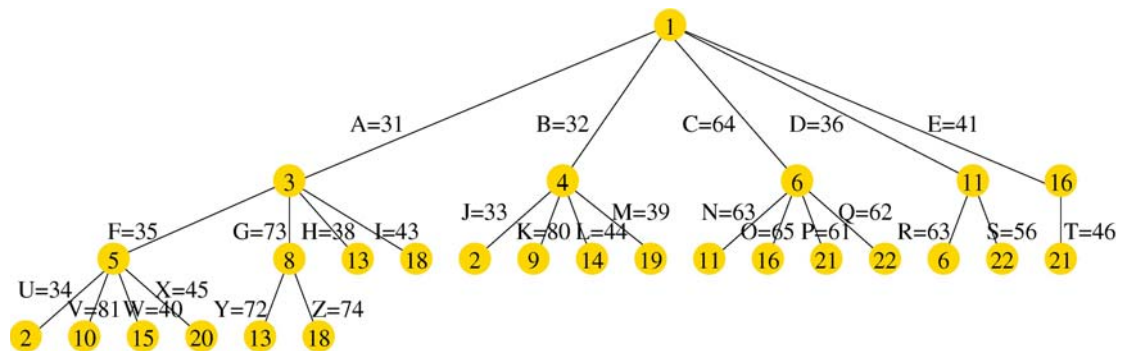 1
A=31 B=32 C=64 D=36 E=41
3 4 6 11 16
F=35 G=73 H=38 I=43 J=33 K=80 L=44 M=39 N=63 O=65 P=61 Q=62 R=63 S=56 T=46
5 8 13 18 2 9 14 19 11 16 21 22 6 22 21
U=34 V=81 W=40 X=45 Y=72 Z=74
2 10 15 20 13 18